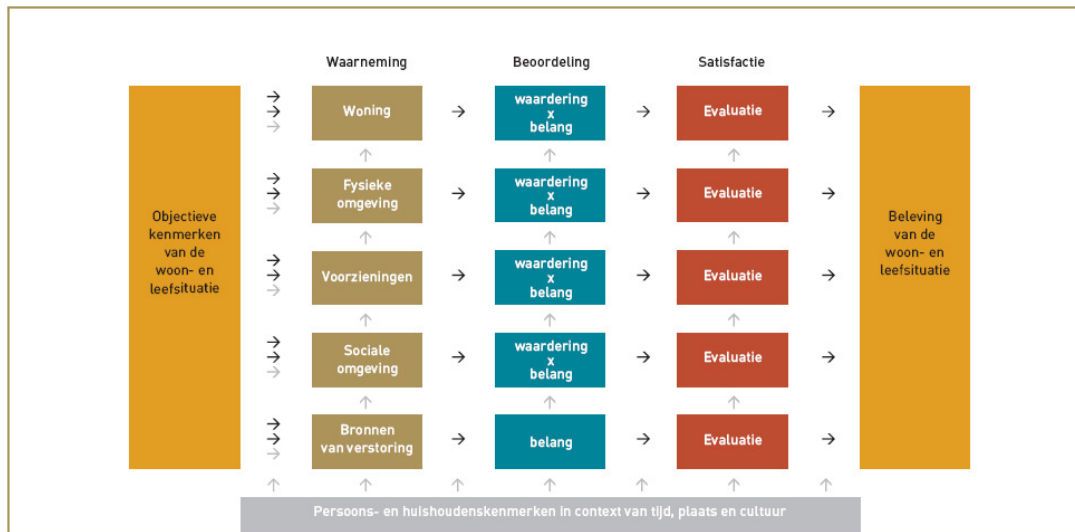 Waarneming
Beoordeling
Satisfactie
Objectieve
kenmerken
van de
woon- en
leefsituatie
Woning
waardering
x
belang
Evaluatie
Fysieke
omgeving
waardering
x
belang
Evaluatie
Voorzieningen
waardering
x
belang
Evaluatie
Sociale
omgeving
waardering
x
belang
Evaluatie
Bronnen
van verstoring
belang
Evaluatie
Beleving
van de
woon- en
leefsituatie
Persoons- en huishoudenskenmerken in context van tijd, plaats en cultuur